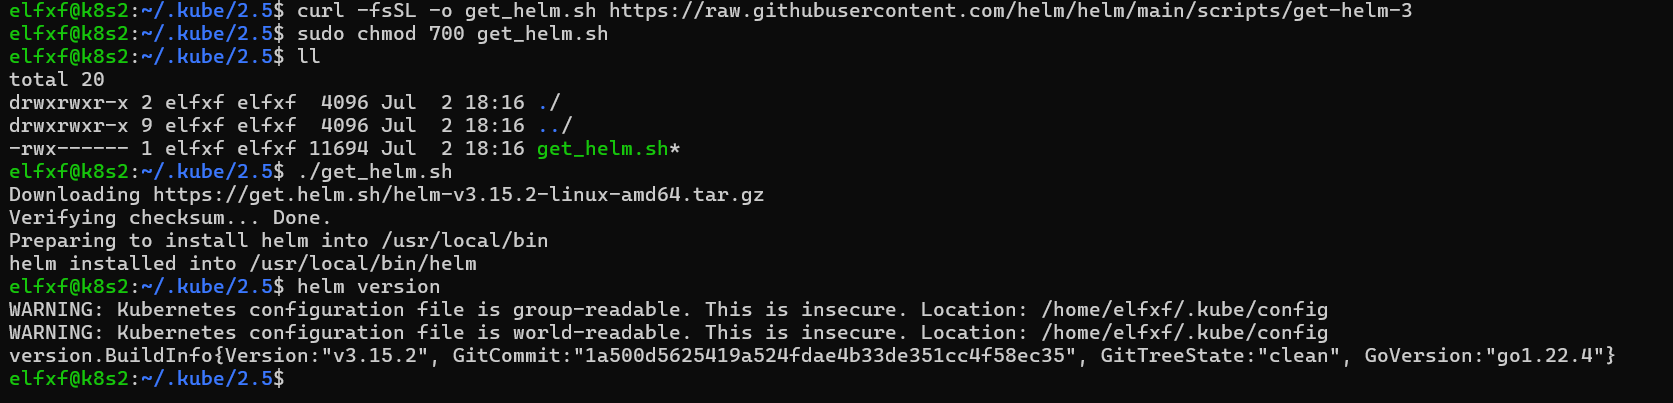 elfxf@k8s2:~/.kube/2.5$ curl -fsSL -o get_helm.sh https://raw.githubusercontent.com/helm/helm/main/scripts/get-helm-3
elfxf@k8s2:~/.kube/2.5$ sudo chmod 700 get_helm.sh
elfxf@k8s2:~/.kube/2.5$ ll
total 20
drwxrwxr-x 2 elfxf elfxf  4096 Jul  2 18:16 ./
drwxrwxr-x 9 elfxf elfxf  4096 Jul  2 18:16 ../
-rwx------ 1 elfxf elfxf 11694 Jul  2 18:16 get_helm.sh*
elfxf@k8s2:~/.kube/2.5$ ./get_helm.sh
Downloading https://get.helm.sh/helm-v3.15.2-linux-amd64.tar.gz
Verifying checksum... Done.
Preparing to install helm into /usr/local/bin
helm installed into /usr/local/bin/helm
elfxf@k8s2:~/.kube/2.5$ helm version
WARNING: Kubernetes configuration file is group-readable. This is insecure. Location: /home/elfxf/.kube/config
WARNING: Kubernetes configuration file is world-readable. This is insecure. Location: /home/elfxf/.kube/config
version.BuildInfo{Version:"v3.15.2", GitCommit:"1a500d5625419a524fdae4b33de351cc4f58ec35", GitTreeState:"clean", GoVersion:"go1.22.4"}
elfxf@k8s2:~/.kube/2.5$